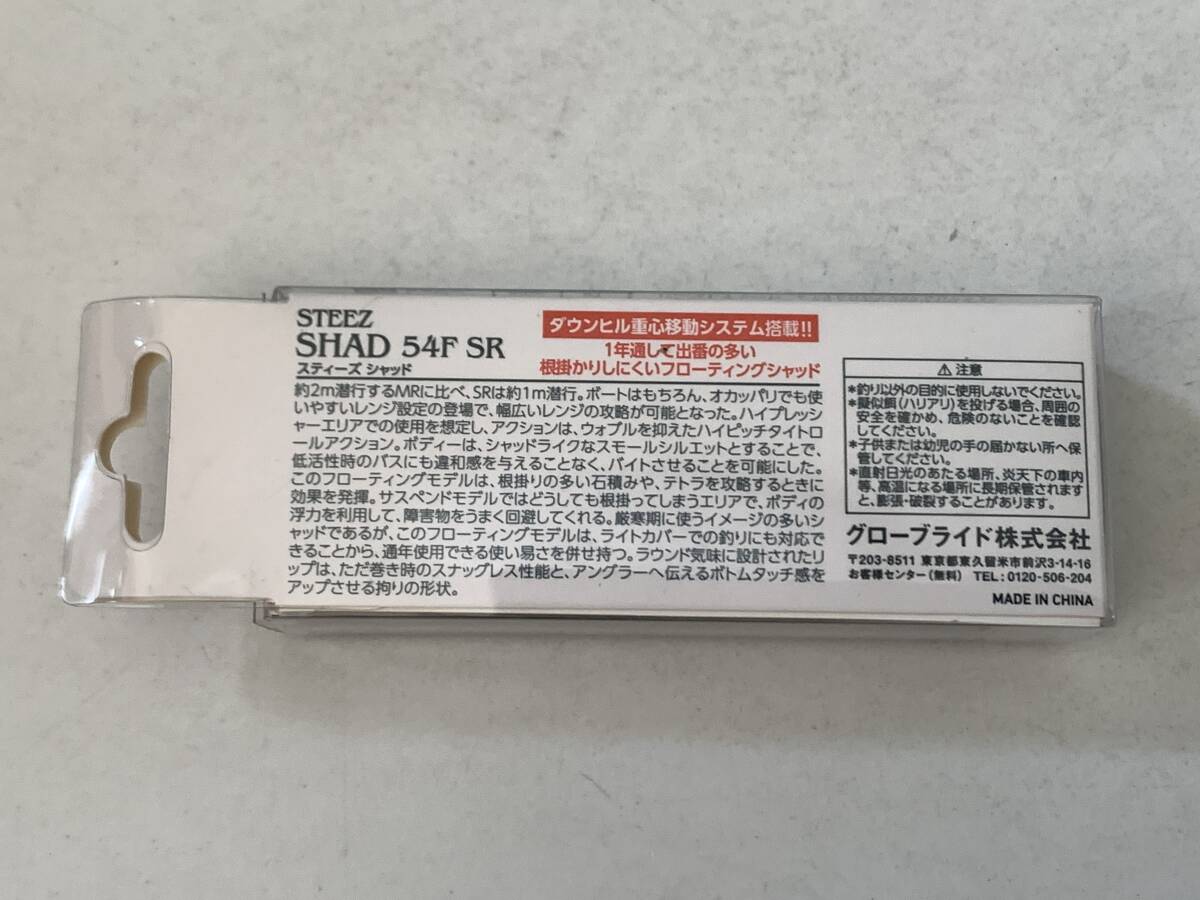 STEEZ
SHAD 54F SR
スティーズ シャッド
ダウンヒル重心移動システム搭載!!
1年通して出番の多い
根掛かりしにくいフローティングシャッド
約2m潜行するMRに比べ、SRは約1m潜行。ボートはもちろん、オカッパリでも使
いやすいレンジ設定の登場で、幅広いレンジの攻略が可能となった。ハイプレッシ
ャーエリアでの使用を想定し、アクションは、ウォブルを抑えたハイピッチタイトロ
ールアクション。ボディーは、シャッドライクなスモールシルエットとすることで、
低活性時のバスにも違和感を与えることなく、バイトさせることを可能にした。
このフローティングモデルは、根掛りの多い石積みや、テトラを攻略するときに
効果を発揮。サスペンドモデルではどうしても根掛ってしまうエリアで、ボディの
浮力を利用して、障害物をうまく回避してくれる。厳寒期に使うイメージの多いシ
ャッドであるが、このフローティングモデルは、ライトカバーでの釣りにも対応で
きることから、通年使用できる使い易さを併せ持つ。ラウンド気味に設計されたリ
ップは、ただ巻き時のスナッグレス性能と、アングラーへ伝えるボトムタッチ感を
アップさせる拘りの形状。
⚠ 注意
*釣り以外の目的に使用しないでください。
*擬似餌(ハリアリ)を投げる場合、周囲の
安全を確かめ、危険のないことを確認
してください。
*子供または幼児の手の届かない所へ保
管してください。
*直射日光のあたる場所、炎天下の車内
等、高温になる場所に長期保管されます
と、膨張・破裂することがあります。
グローブライド株式会社
〒203-8511 東京都東久留米市前沢3-14-16
お客様センター(無料) TEL:0120-506-204
MADE IN CHINA